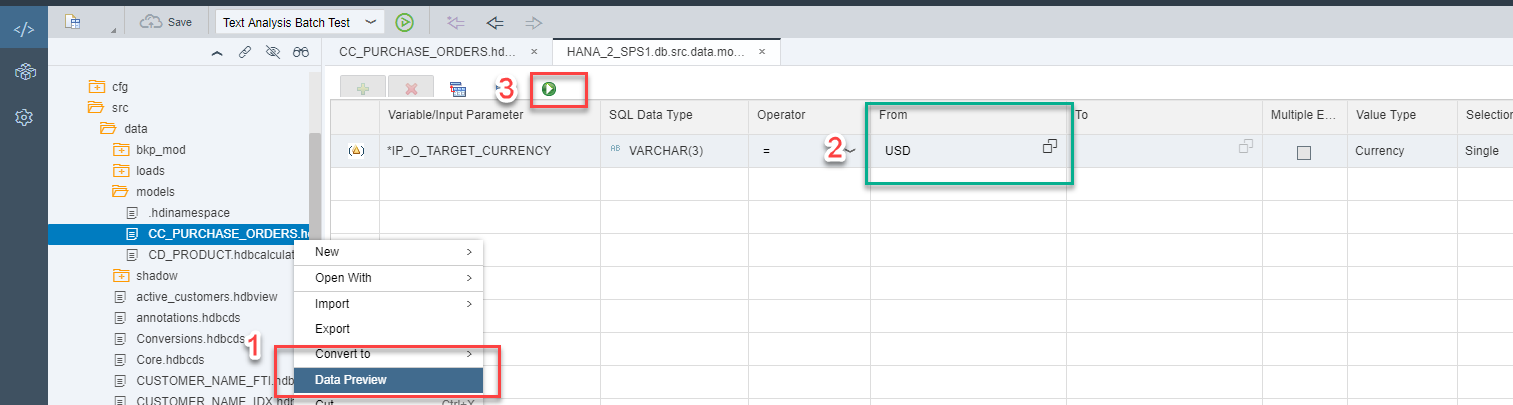 </>
Save
Text Analysis Batch Test
CC_PURCHASE_ORDERS.hd... ×
HANA_2_SPS1.db.src.data.mo... ×
3
Variable/Input Parameter SQL Data Type Operator From To Multiple E... Value Type Selection
*IP_O_TARGET_CURRENCY AB VARCHAR(3) = 2 USD Currency Single
cfg
src
data
bkp_mod
loads
models
.hdinamespace
CC_PURCHASE_ORDERS.h
CD_PRODUCT.hdbcalculat
shadow
active_customers.hdbview
annotations.hdbcds
Conversions.hdbcds
Core.hdbcds
CUSTOMER_NAME_FTI.hdb
CUSTOMER_NAME_IDX.hdb
1
New
Open With
Import
Export
Convert to
Data Preview
Cut Ctrl+X